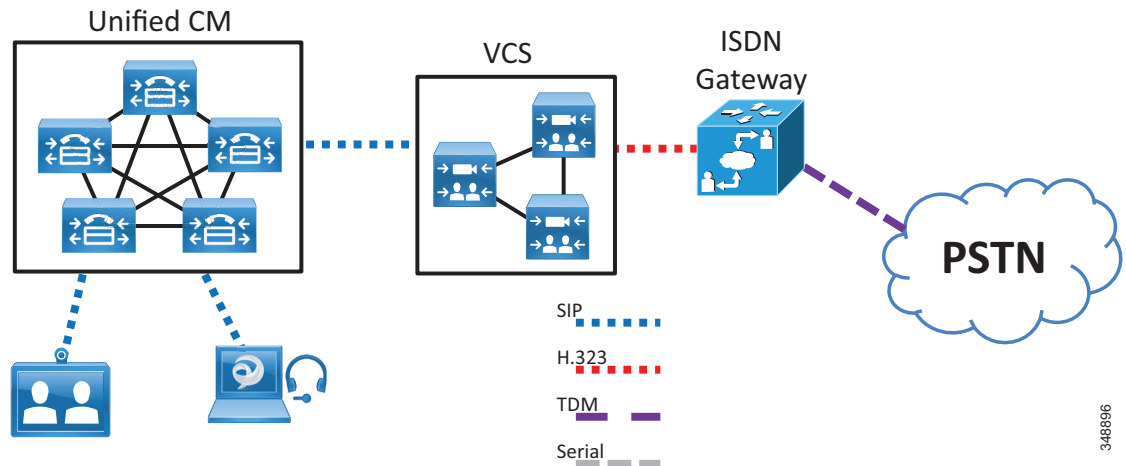 Unified CM
VCS
ISDN
Gateway
PSTN
SIP
H.323
TDM
Serial
348896